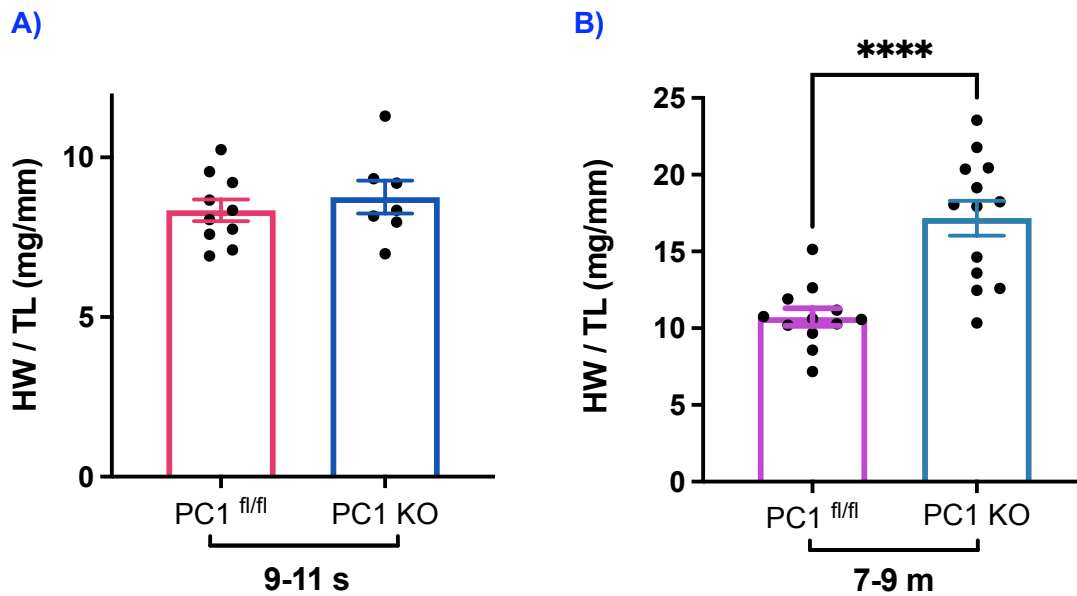 A)
HW / TL (mg/mm)
10
5
0
PC1 fl/fl
PC1 KO
9-11 s
B)
****
HW / TL (mg/mm)
25
20
15
10
5
0
PC1 fl/fl
PC1 KO
7-9 m